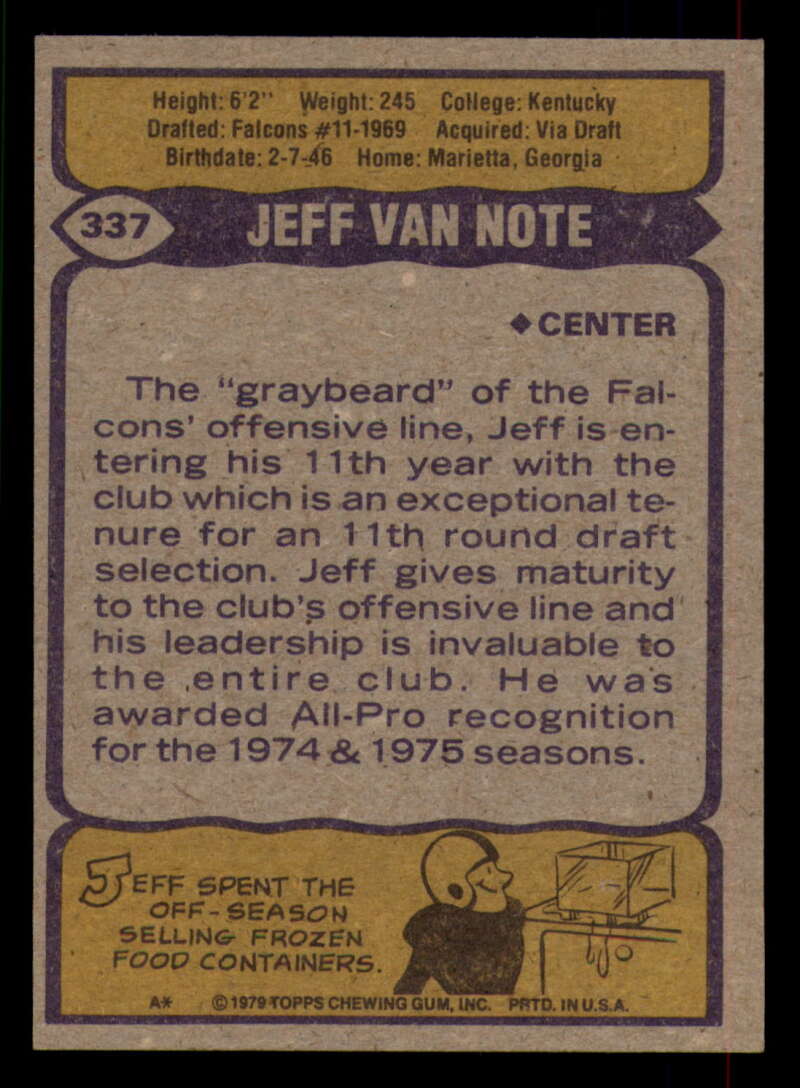 Height: 6'2" Weight: 245 College: Kentucky
Drafted: Falcons #11-1969 Acquired: Via Draft
Birthdate: 2-7-46 Home: Marietta, Georgia
337 JEFF VAN NOTE
◆CENTER
The "graybeard" of the Fal-
cons' offensive line, Jeff is en-
tering his 11th year with the
club which is an exceptional te-
nure for an 11th round draft
selection. Jeff gives maturity
to the club's offensive line and
his leadership is invaluable to
the entire club. He was
awarded All-Pro recognition
for the 1974 & 1975 seasons.
JEFF SPENT THE
OFF-SEASON
SELLING FROZEN
FOOD CONTAINERS.
A* © 1979 TOPPS CHEWING GUM, INC. PRTD. IN U.S.A.